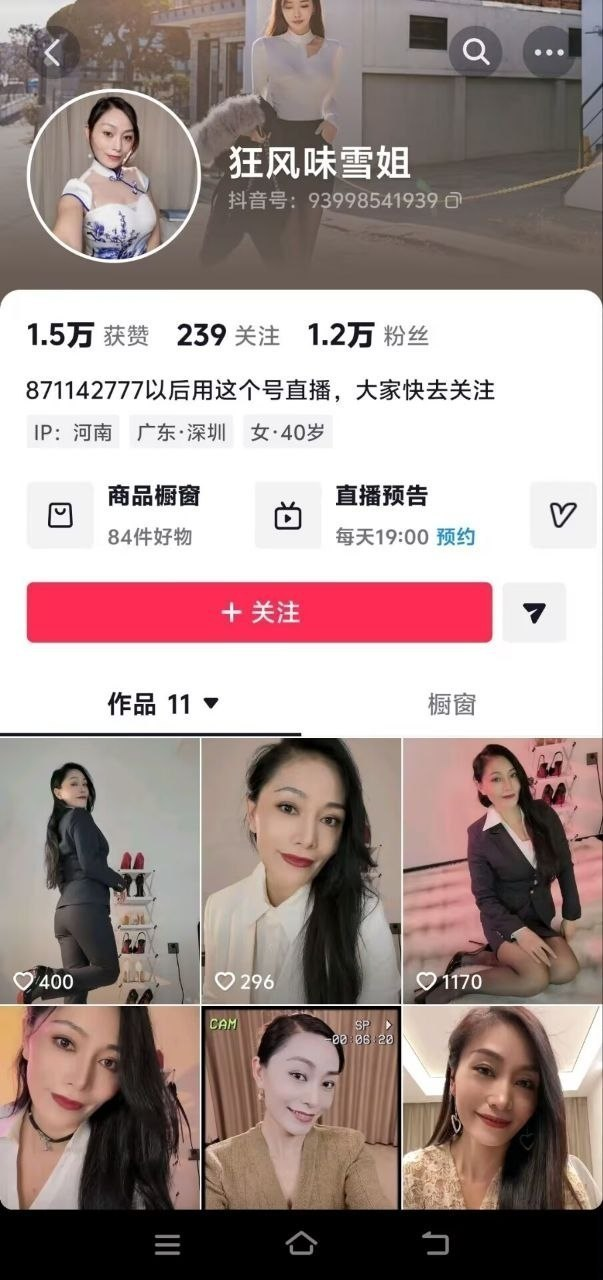 狂风味雪姐
抖音号：93998541939
1.5万 获赞 239 关注 1.2万 粉丝
871142777以后用这个号直播，大家快去关注
IP：河南 广东·深圳 女·40岁
商品橱窗 直播预告
84件好物 每天19:00 预约
+ 关注
作品 11 橱窗
400 296 1170
CAM SP
-00:06:20